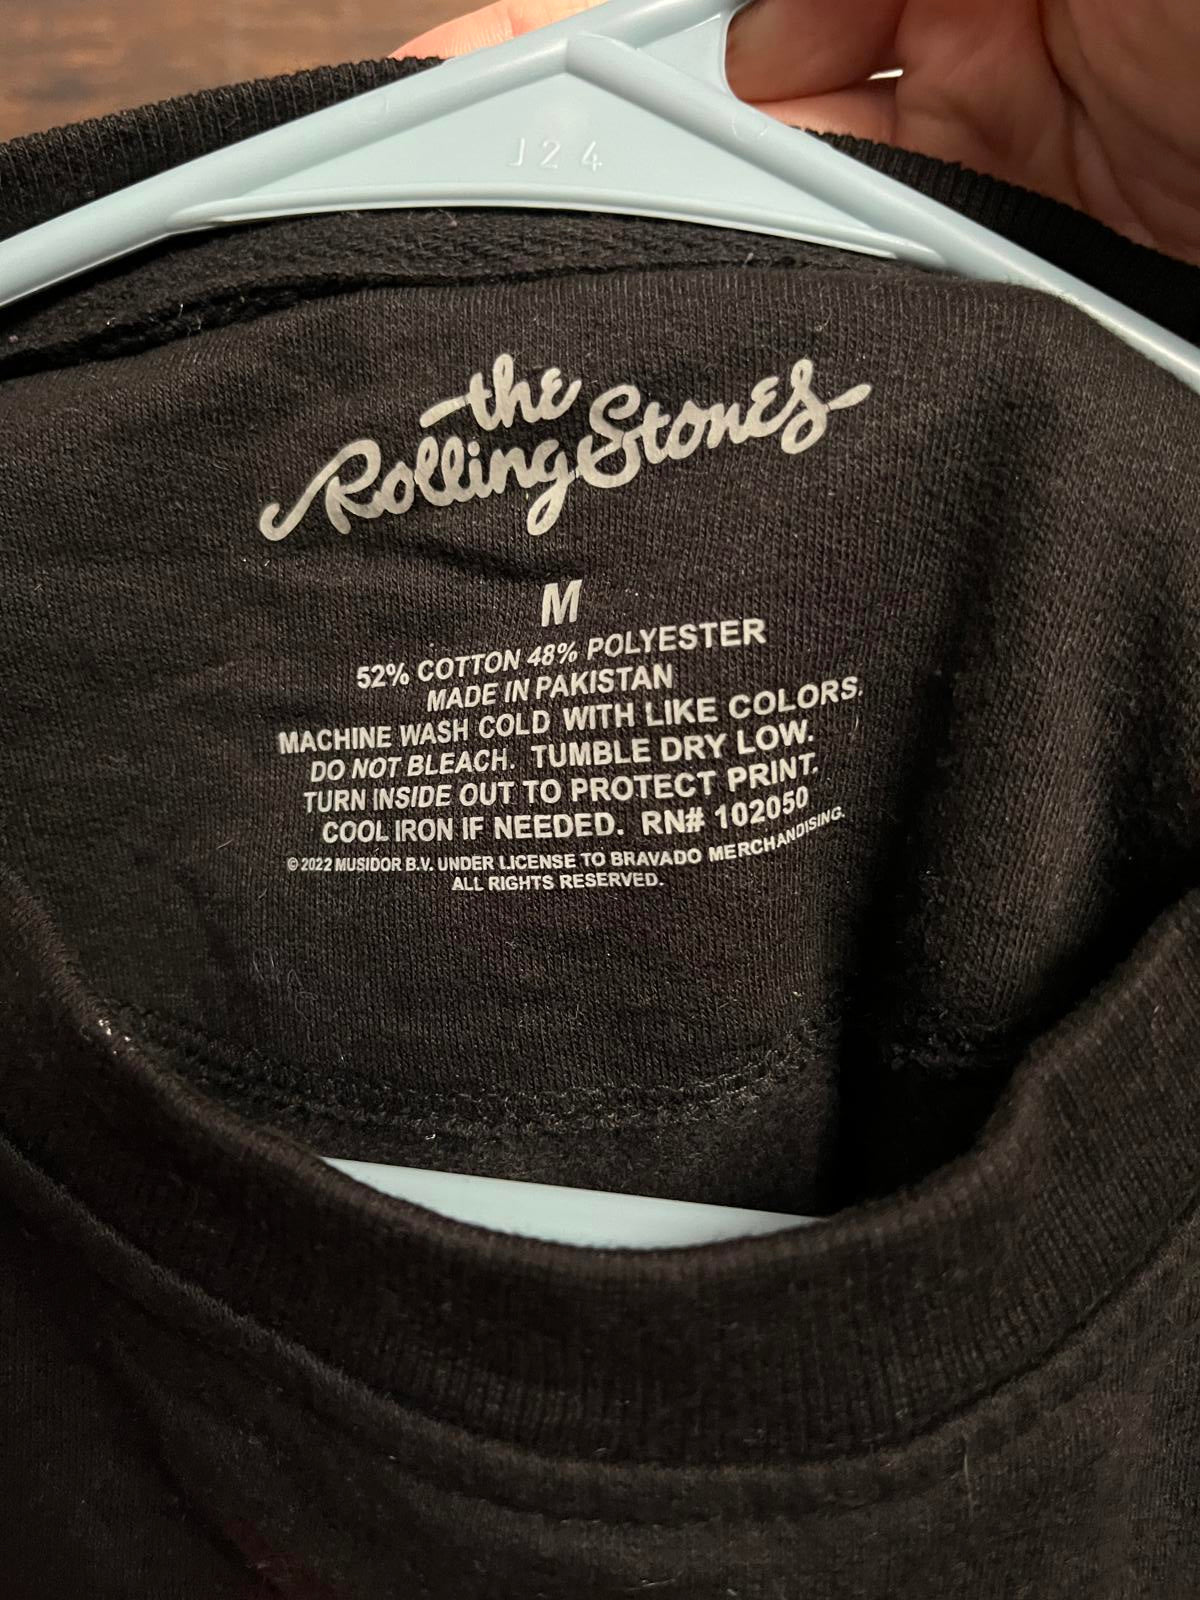 J24
the
Rolling Stones
M
52% COTTON 48% POLYESTER
MADE IN PAKISTAN
MACHINE WASH COLD WITH LIKE COLORS.
DO NOT BLEACH. TUMBLE DRY LOW.
TURN INSIDE OUT TO PROTECT PRINT.
COOL IRON IF NEEDED. RN# 102050
© 2022 MUSIDOR B.V. UNDER LICENSE TO BRAVADO MERCHANDISING.
ALL RIGHTS RESERVED.